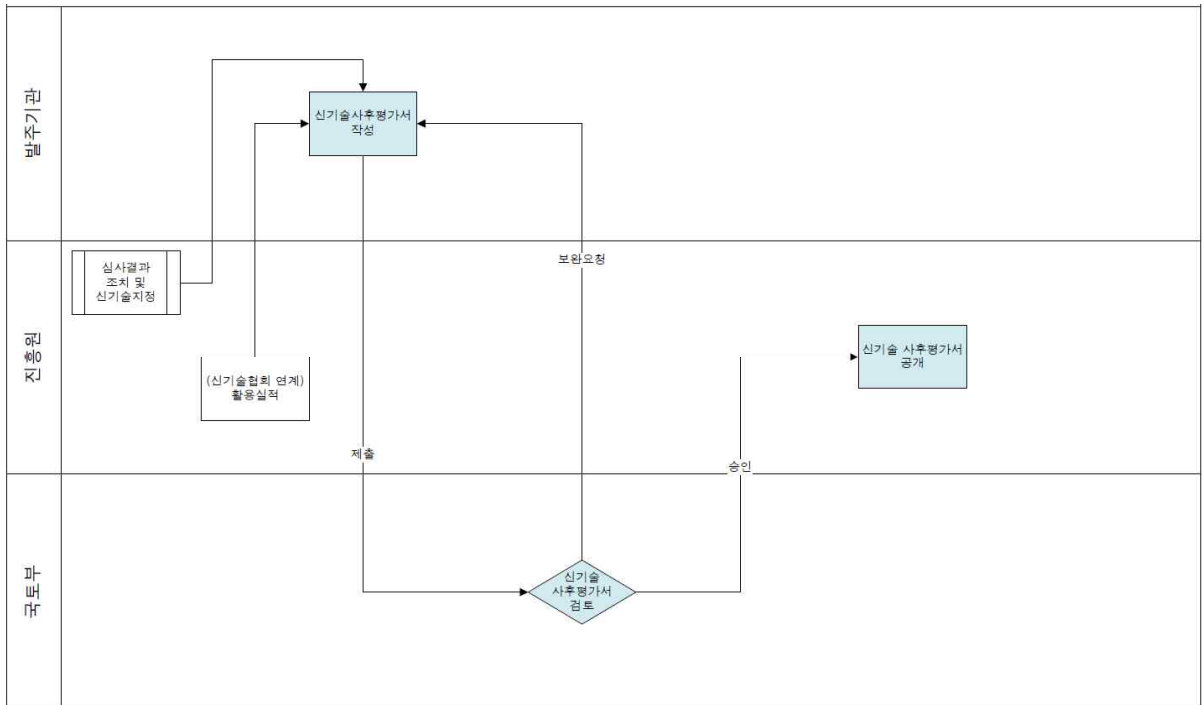 발주기관
신기술사후평가서
작성
진흥원
심사결과
조치 및
신기술지정
보완요청
(신기술협회 연계)
활용실적
신기술 사후평가서
공개
제출
승인
국토부
신기술
사후평가서
검토